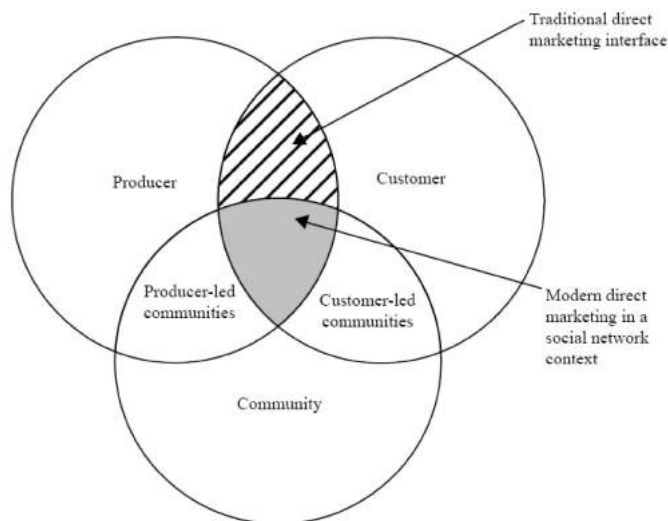 Traditional direct
marketing interface
Producer
Customer
Producer-led
communities
Customer-led
communities
Modern direct
marketing in a
social network
context
Community